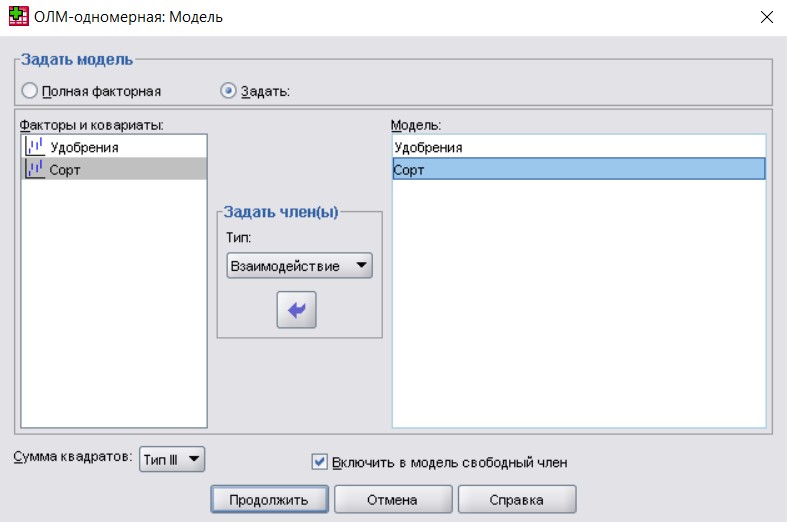 ОЛМ-одномерная: Модель
Задать модель
Полная факторная
Задать:
Факторы и ковариаты:
Удобрения
Сорт
Задать член(ы)
Тип:
Взаимодействие
Модель:
Удобрения
Сорт
Сумма квадратов: Тип III
Включить в модель свободный член
Продолжить
Отмена
Справка